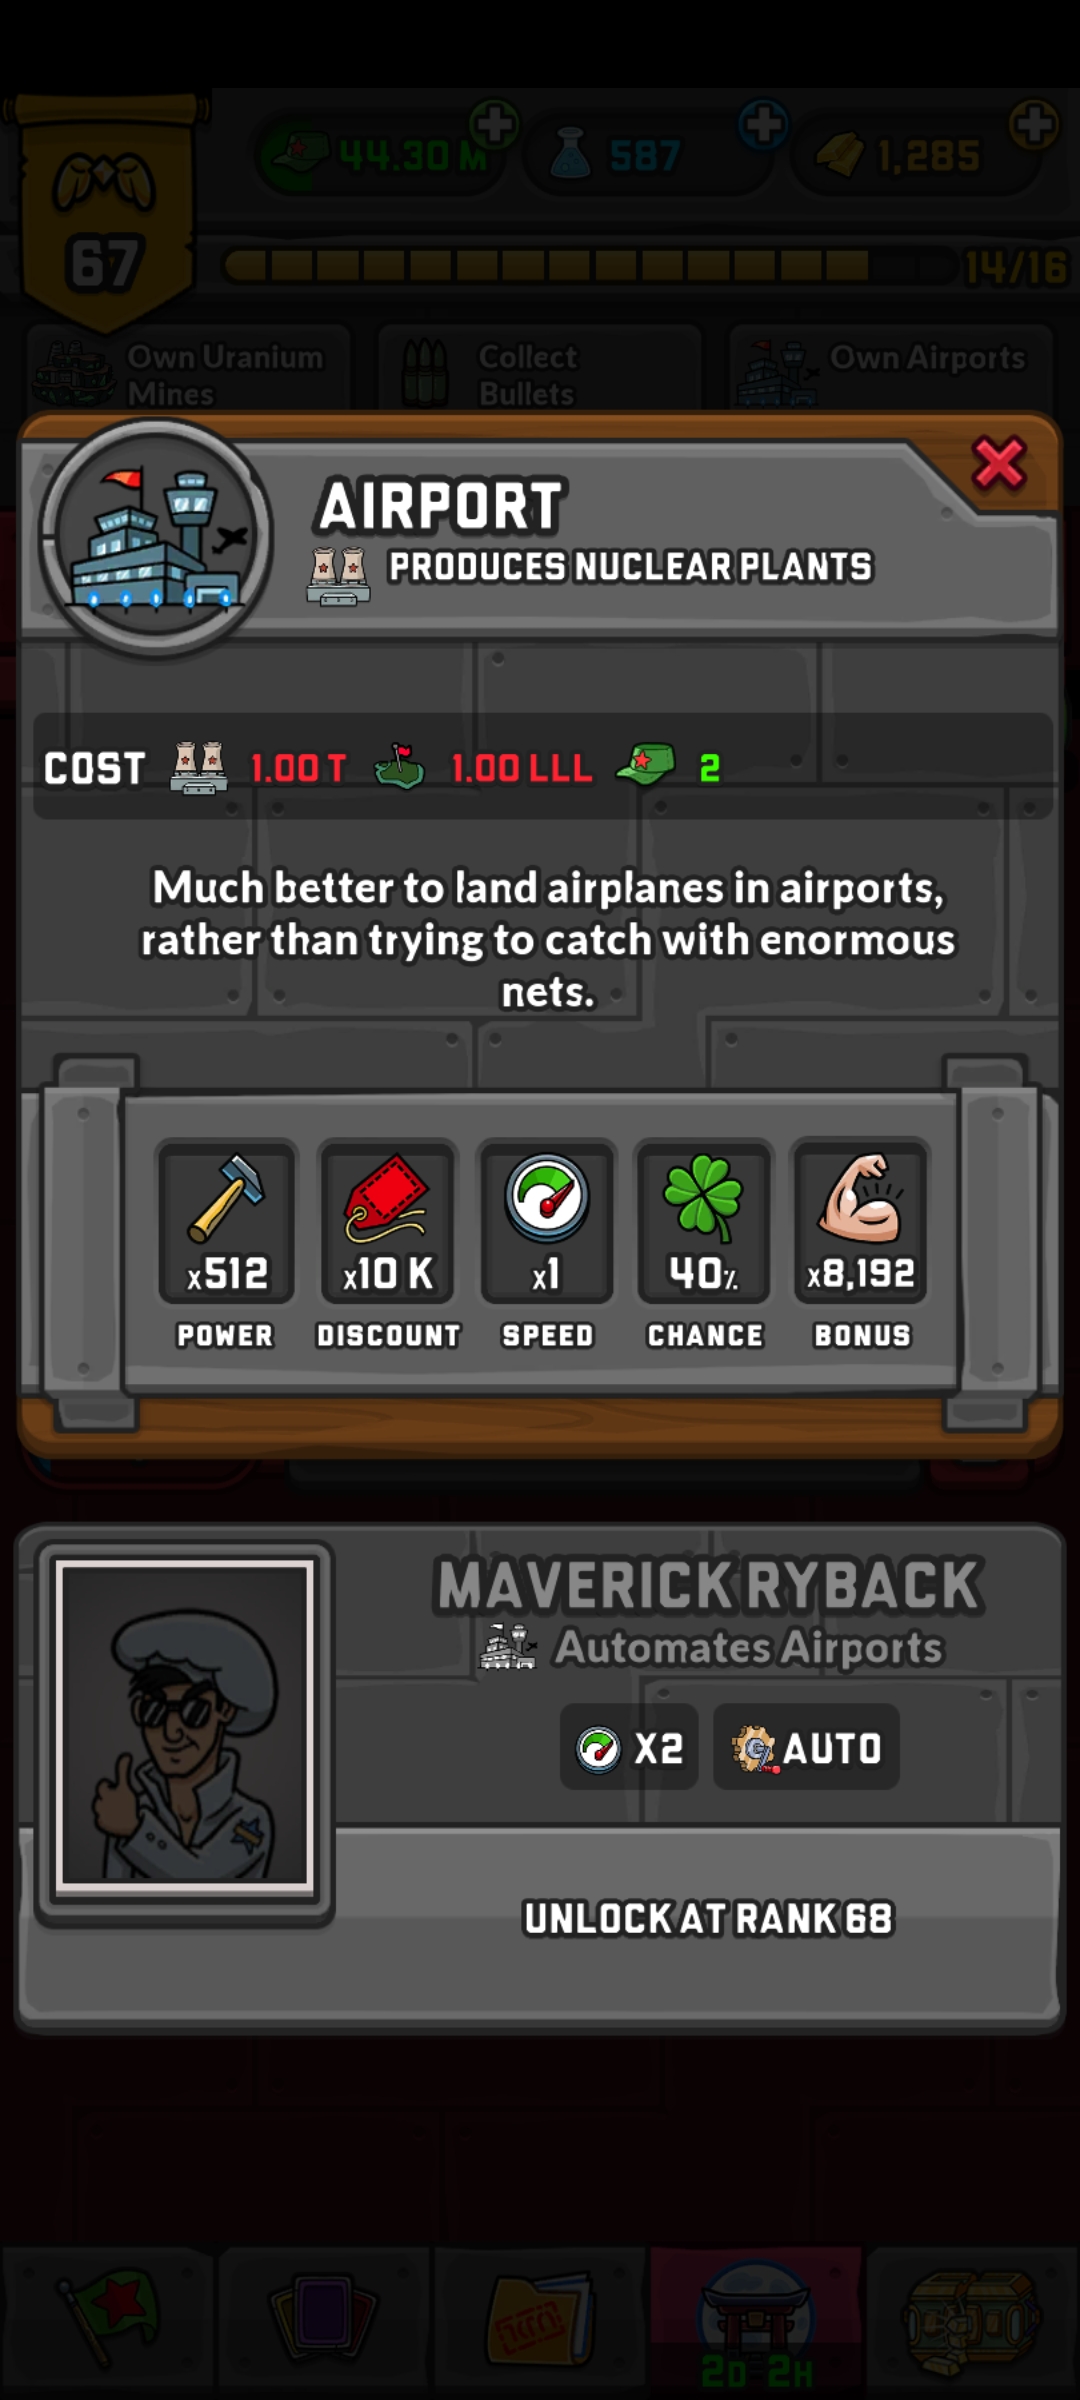 44.30 M
587
1,285
67
14/16
Own Uranium
Mines
Collect
Bullets
Own Airports
AIRPORT
PRODUCES NUCLEAR PLANTS
COST 1.00 T 1.00 LLL 2
Much better to land airplanes in airports,
rather than trying to catch with enormous
nets.
x512
x10 K
x1
40%
x8,192
POWER
DISCOUNT
SPEED
CHANCE
BONUS
MAVERICK RYBACK
Automates Airports
X2
AUTO
UNLOCK AT RANK 68
2D 2H